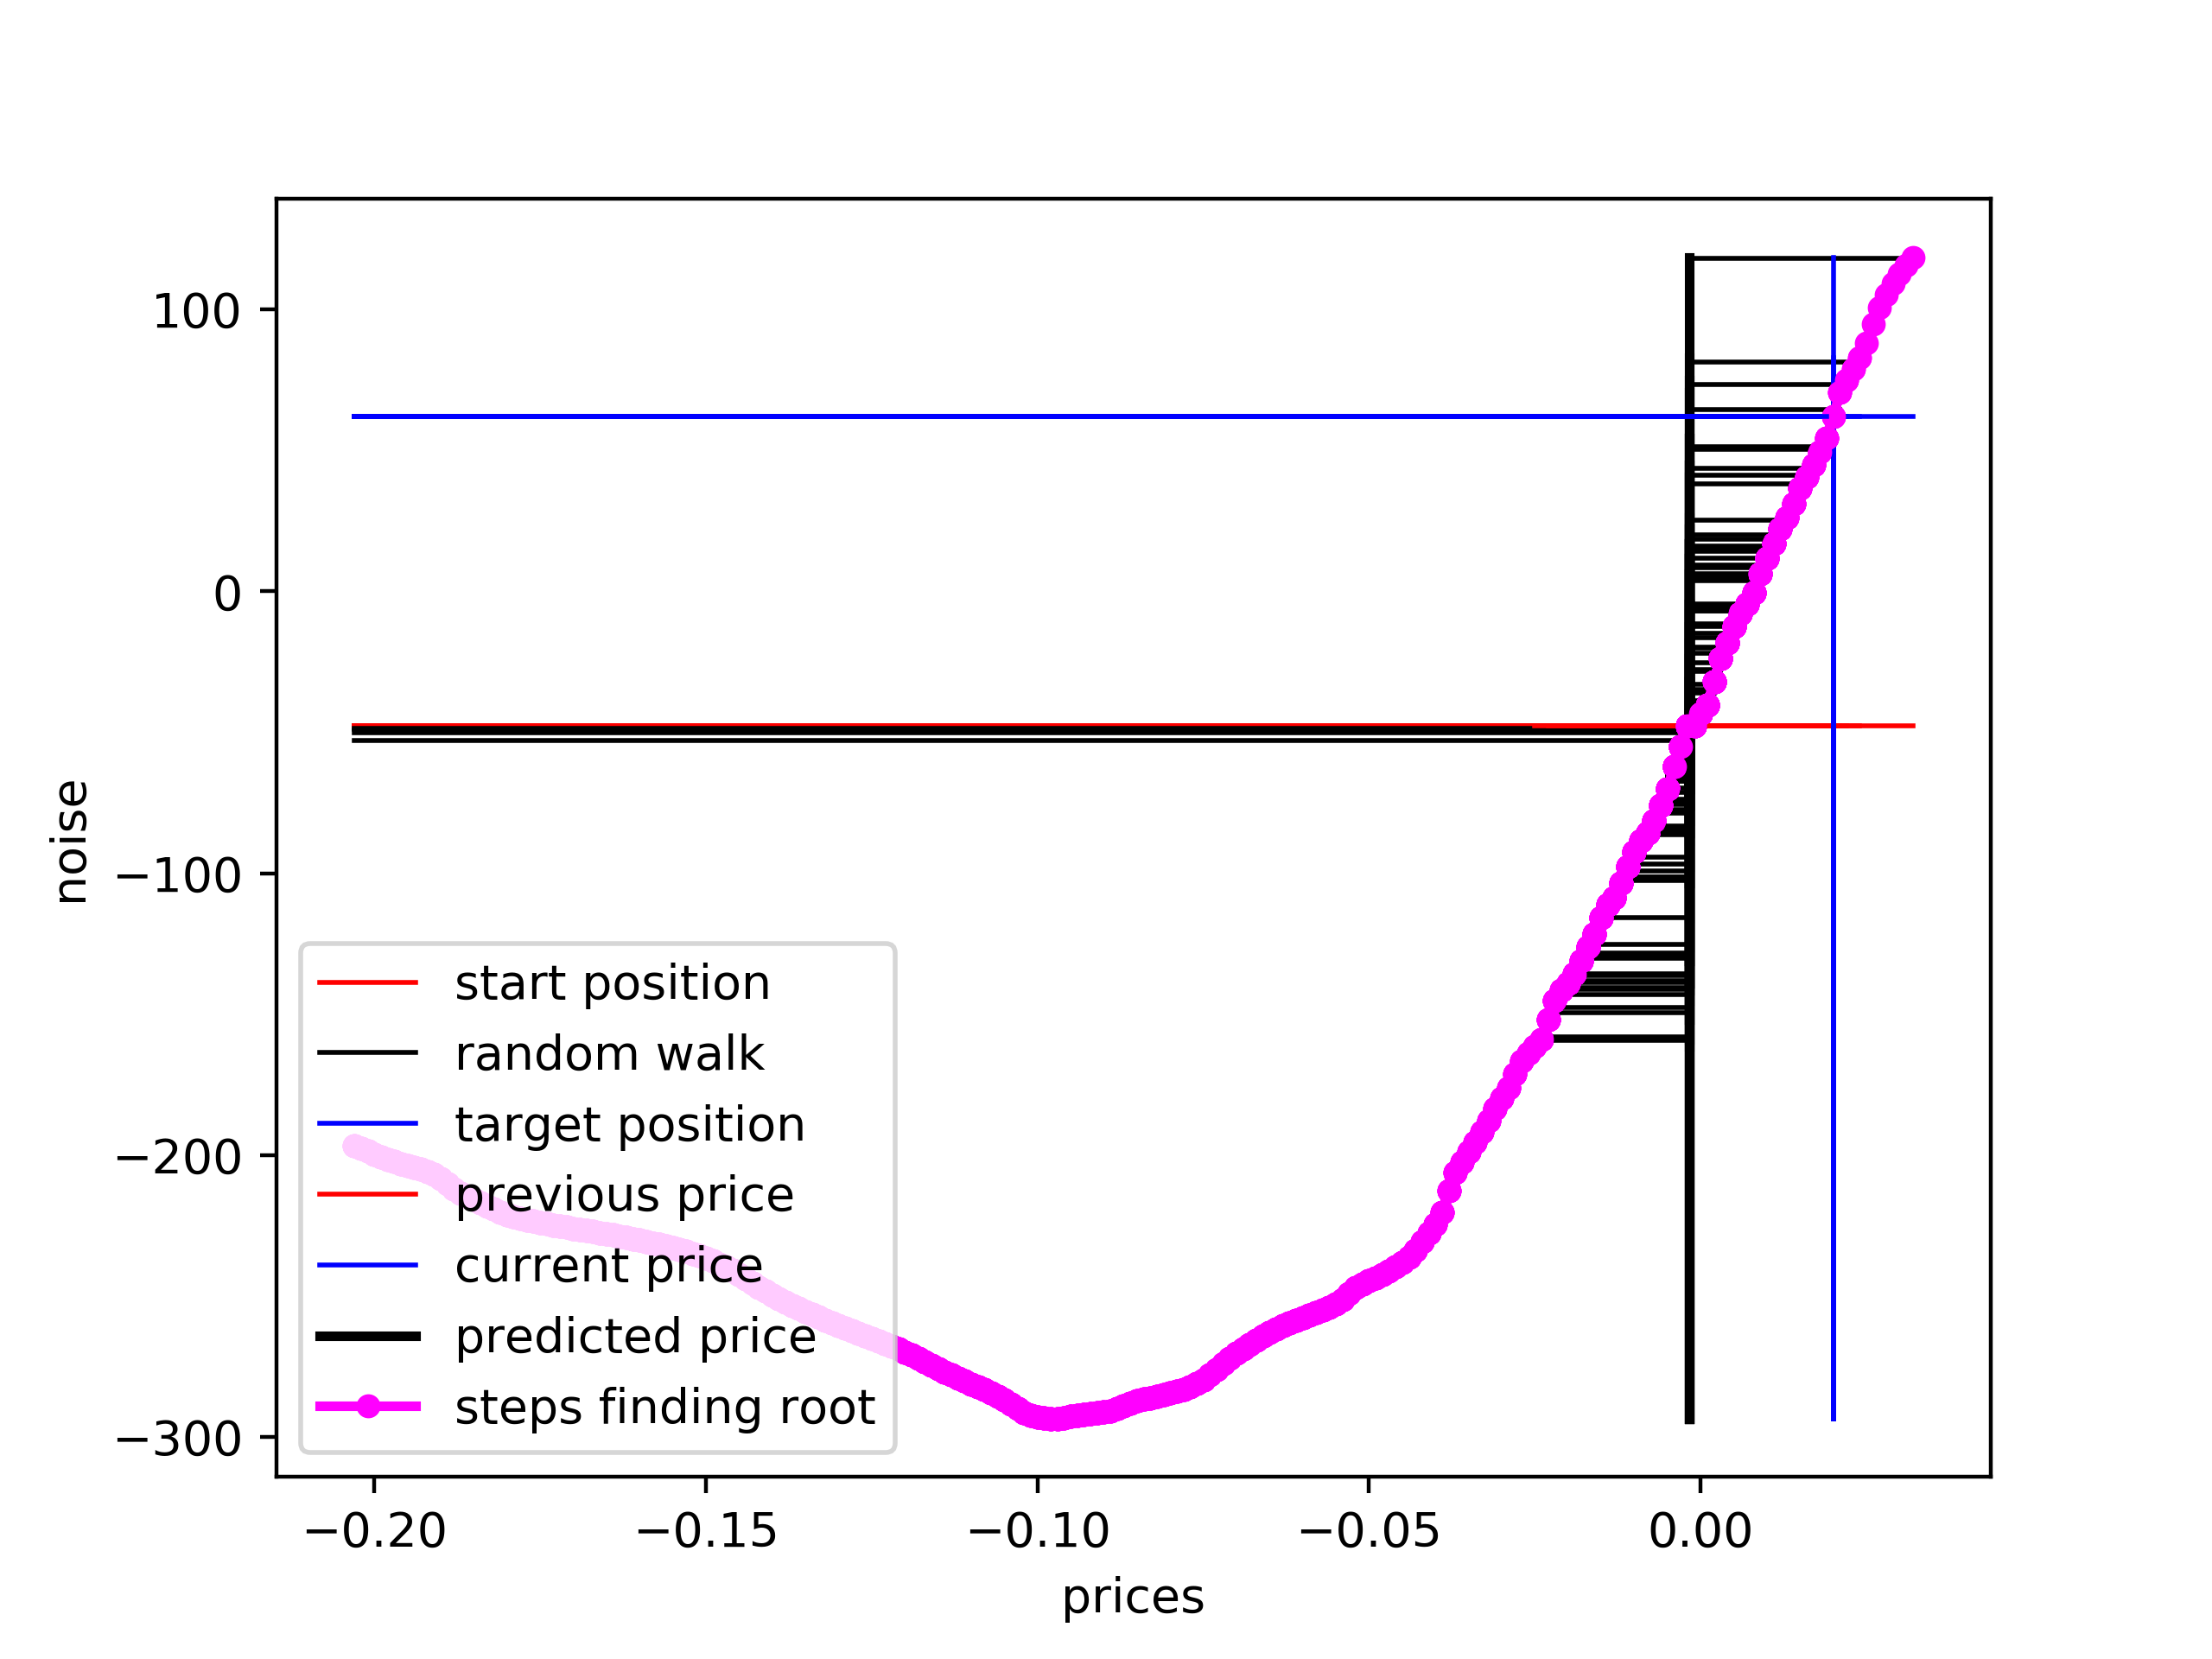 100
0
−100
−200
−300
noise
start position
random walk
target position
previous price
current price
predicted price
steps finding root
−0.20 −0.15 −0.10 −0.05 0.00
prices